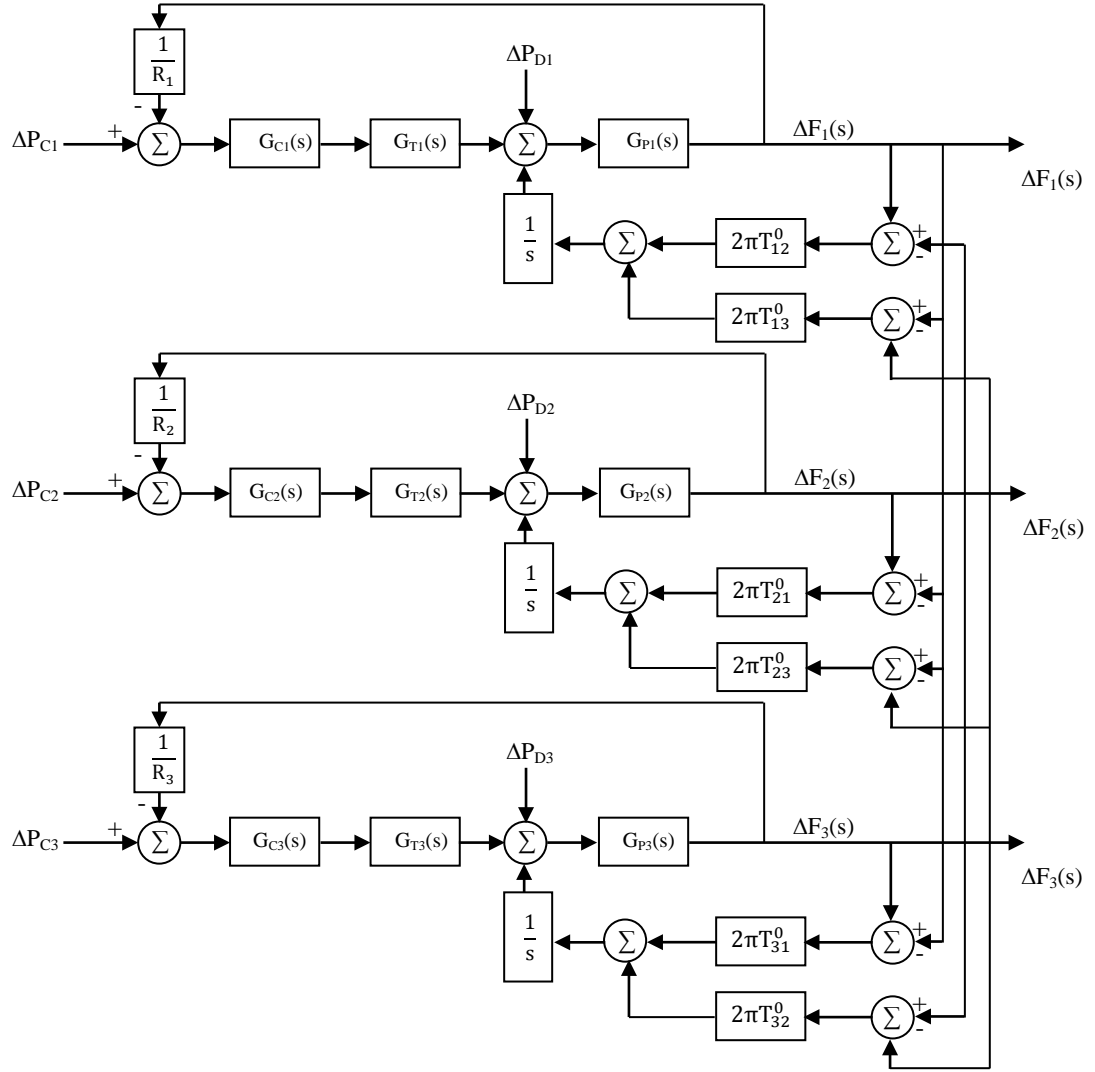 1
R₁
ΔP_D1
-
ΔP_C1
+
∑
G_C1(s)
G_T1(s)
∑
G_P1(s)
ΔF₁(s)
ΔF₁(s)
1
s
∑
2πT⁰₁₂
∑
+
-
2πT⁰₁₃
∑
+
-
1
R₂
ΔP_D2
-
ΔP_C2
+
∑
G_C2(s)
G_T2(s)
∑
G_P2(s)
ΔF₂(s)
ΔF₂(s)
1
s
∑
2πT⁰₂₁
∑
+
-
2πT⁰₂₃
∑
+
-
1
R₃
ΔP_D3
-
ΔP_C3
+
∑
G_C3(s)
G_T3(s)
∑
G_P3(s)
ΔF₃(s)
ΔF₃(s)
1
s
∑
2πT⁰₃₁
∑
+
-
2πT⁰₃₂
∑
+
-